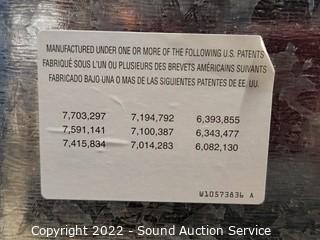 MANUFACTURED UNDER ONE OR MORE OF THE FOLLOWING U.S. PATENTS
FABRIQUÉ SOUS L'UN OU PLUSIEURS DES BREVETS AMÉRICAINS SUIVANTS
FABRICADO BAJO UNA O MAS DE LAS SIGUIENTES PATENTES DE EE. UU.
7,703,297 7,194,792 6,393,855
7,591,141 7,100,387 6,343,477
7,415,834 7,014,283 6,082,130
W10573836 A
Copyright 2022 - Sound Auction Service